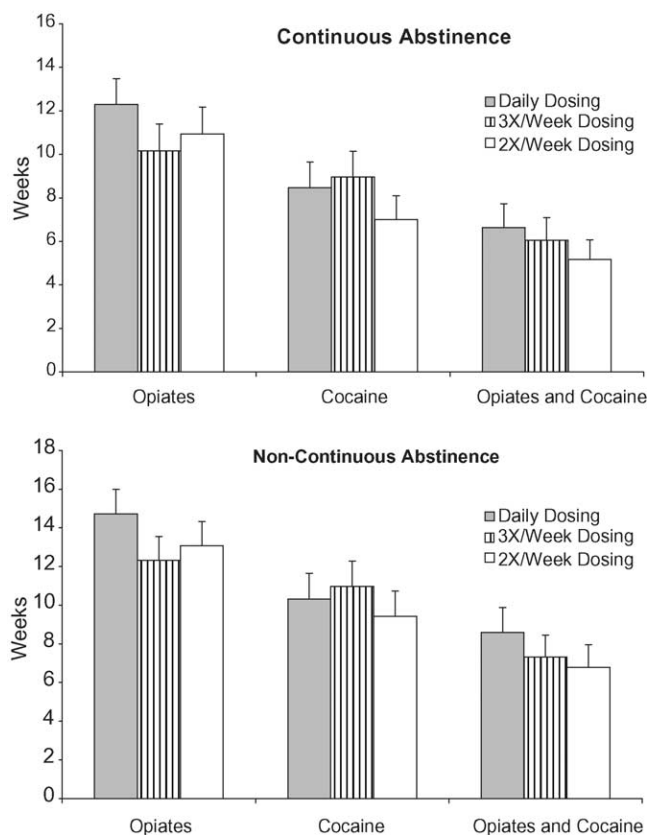 Continuous Abstinence
16
14
12
10
8
6
4
2
0
Weeks
Daily Dosing
3X/Week Dosing
2X/Week Dosing
Opiates Cocaine Opiates and Cocaine
Non-Continuous Abstinence
18
16
14
12
10
8
6
4
2
0
Weeks
Daily Dosing
3X/Week Dosing
2X/Week Dosing
Opiates Cocaine Opiates and Cocaine